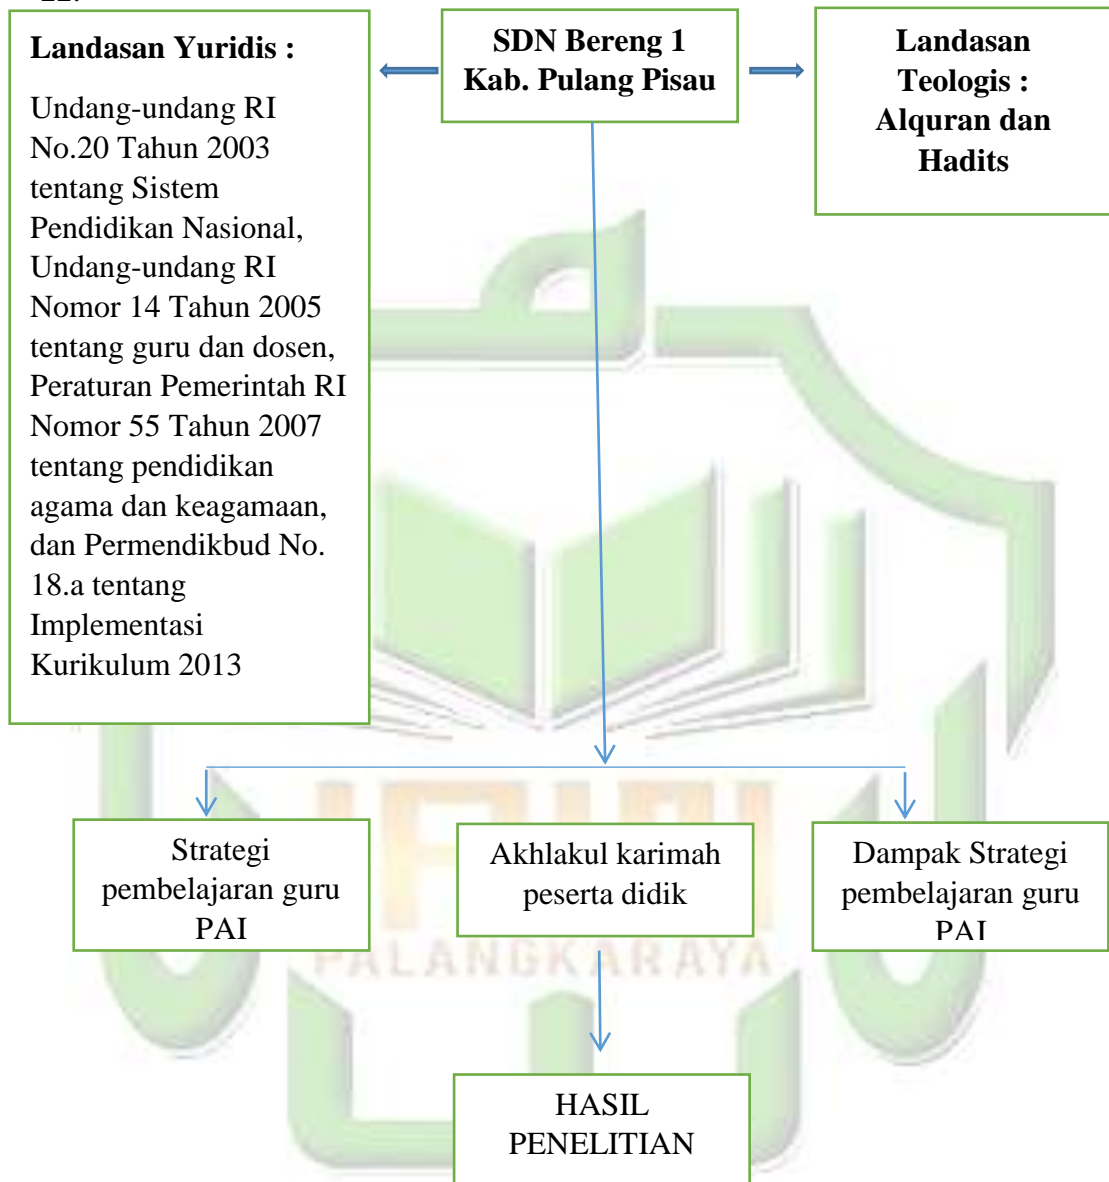 Landasan Yuridis :
Undang-undang RI
No.20 Tahun 2003
tentang Sistem
Pendidikan Nasional,
Undang-undang RI
Nomor 14 Tahun 2005
tentang guru dan dosen,
Peraturan Pemerintah RI
Nomor 55 Tahun 2007
tentang pendidikan
agama dan keagamaan,
dan Permendikbud No.
18.a tentang
Implementasi
Kurikulum 2013
SDN Bereng 1
Kab. Pulang Pisau
Landasan
Teologis :
Alquran dan
Hadits
Strategi
pembelajaran guru
PAI
Akhlakul karimah
peserta didik
Dampak Strategi
pembelajaran guru
PAI
PALANGKARAYA
HASIL
PENELITIAN